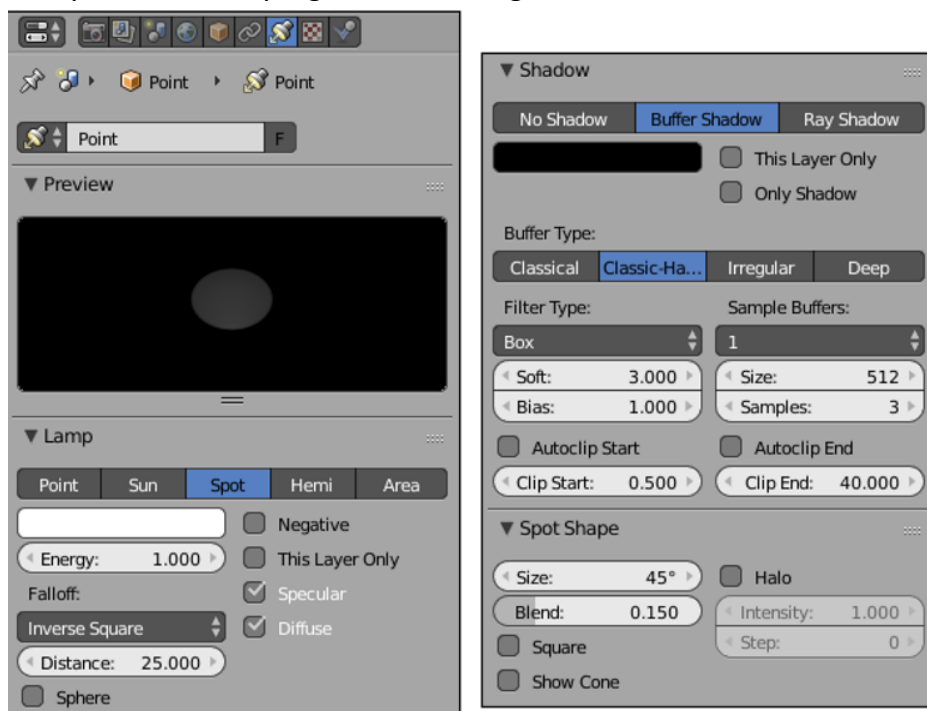 Point Point
Point F
Preview
Lamp
Point Sun Spot Hemi Area
Negative
Energy: 1.000 This Layer Only
Falloff: Specular
Inverse Square Diffuse
Distance: 25.000
Sphere
Shadow
No Shadow Buffer Shadow Ray Shadow
This Layer Only
Only Shadow
Buffer Type:
Classical Classic-Ha... Irregular Deep
Filter Type: Sample Buffers:
Box 1
Soft: 3.000 Size: 512
Bias: 1.000 Samples: 3
Autoclip Start Autoclip End
Clip Start: 0.500 Clip End: 40.000
Spot Shape
Size: 45° Halo
Blend: 0.150 Intensity: 1.000
Square Step: 0
Show Cone